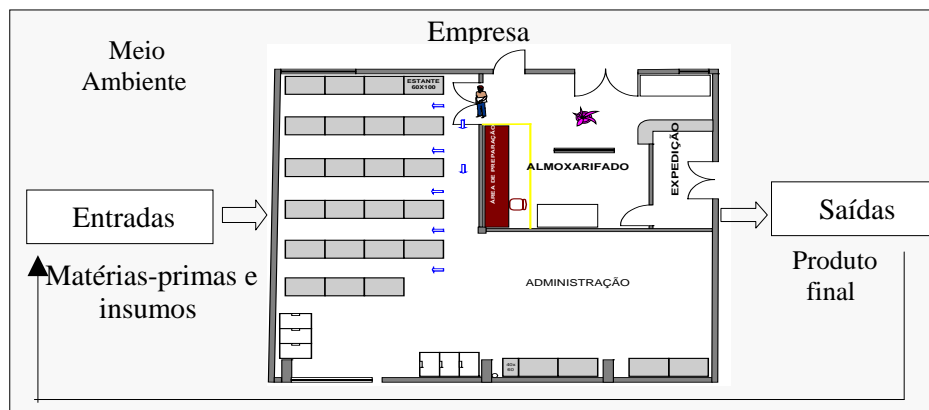 Empresa
Meio
Ambiente
ESTANTE
60X100
ÁREA DE PREPARAÇÃO
ALMOXARIFADO
EXPEDIÇÃO
Entradas
Saídas
Matérias-primas e
insumos
ADMINISTRAÇÃO
Produto
final